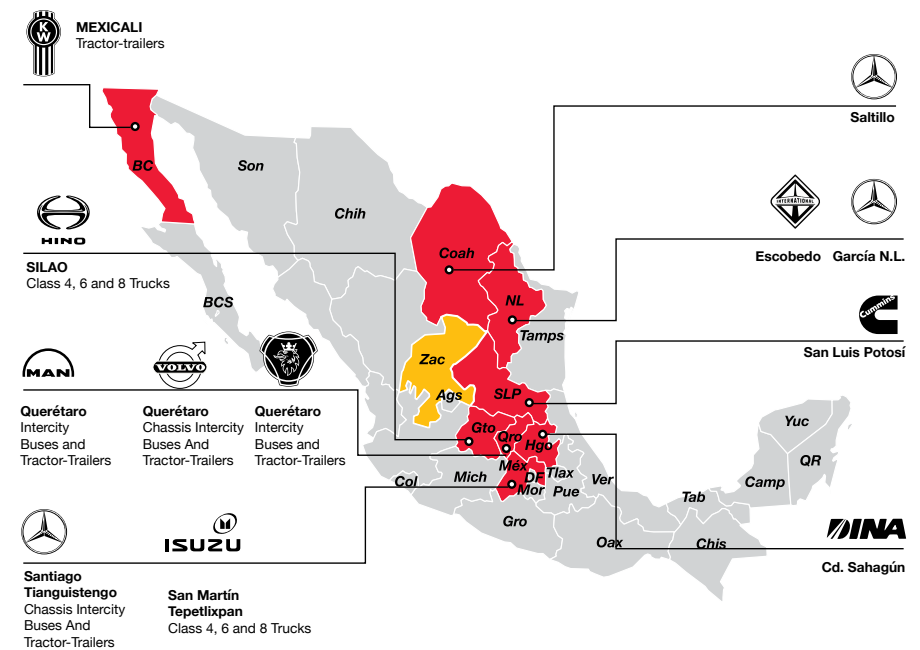 KW
MEXICALI
Tractor-trailers
Saltillo
BC
Son
Chih
HINO
SILAO
Class 4, 6 and 8 Trucks
INTERNATIONAL
Escobedo
García N.L.
Coah
NL
BCS
Tamps
Cummins
San Luis Potosí
Zac
Ags
SLP
MAN
VOLVO
Querétaro
Intercity
Buses and
Tractor-Trailers
Querétaro
Chassis Intercity
Buses And
Tractor-Trailers
Querétaro
Intercity
Buses and
Tractor-Trailers
Gto
Qro
Hgo
Yuc
QR
Camp
Col
Mich
Mex
DF
Tlax
Mor
Pue
Ver
Tab
Gro
Oax
Chis
DINA
Cd. Sahagún
ISUZU
Santiago
Tianguistengo
Chassis Intercity
Buses And
Tractor-Trailers
San Martín
Tepetlixpan
Class 4, 6 and 8 Trucks